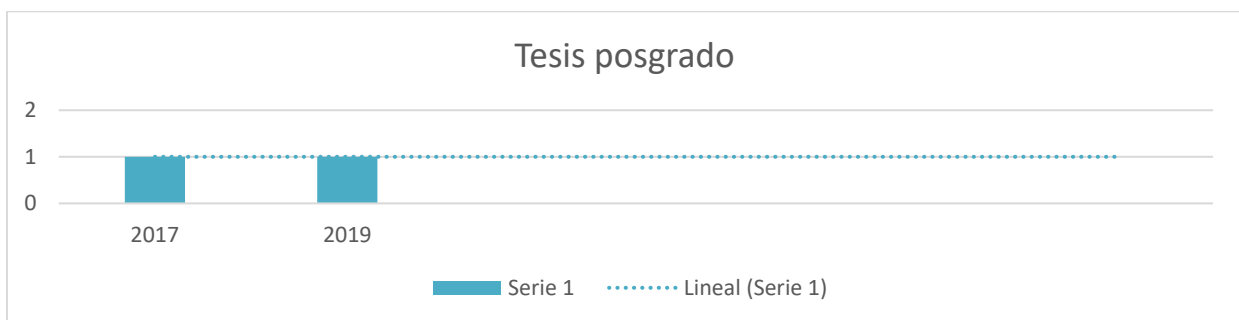 Tesis posgrado
2
1
0
2017 2019
Serie 1 Lineal (Serie 1)